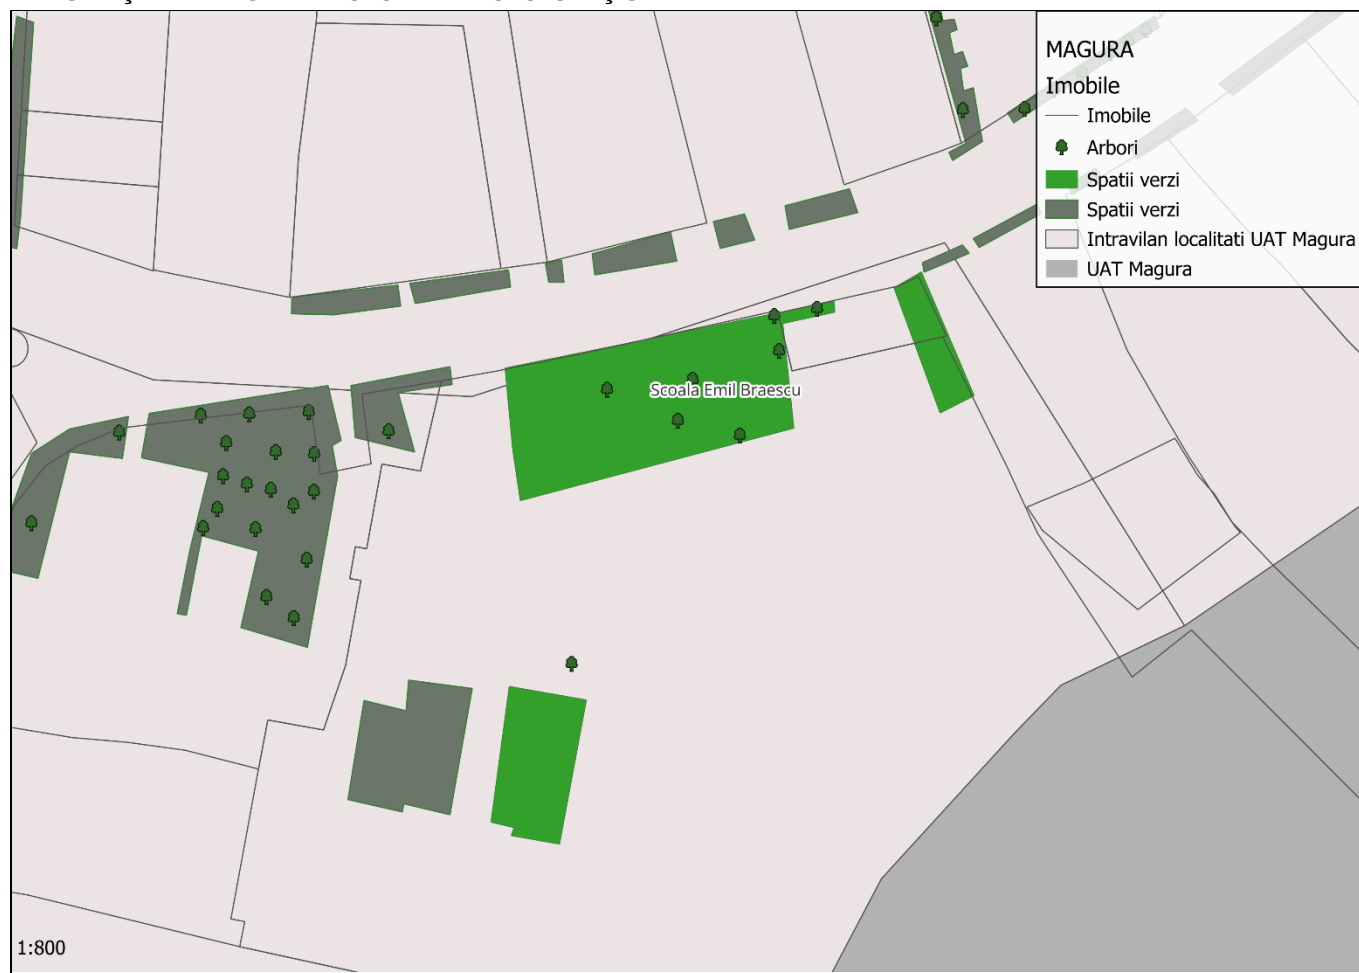 MAGURA
Imobile
Imobile
Arbori
Spatii verzi
Spatii verzi
Intravilan localitati UAT Magura
UAT Magura
Scoala Emil Braescu
1:800